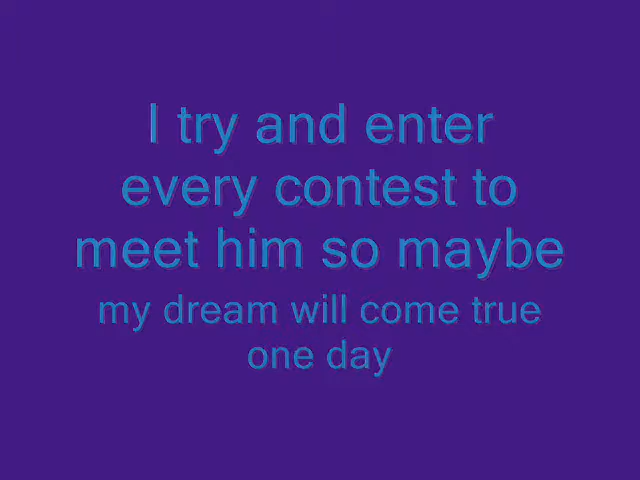 I try and enter
every contest to
meet him so maybe
my dream will come true
one day